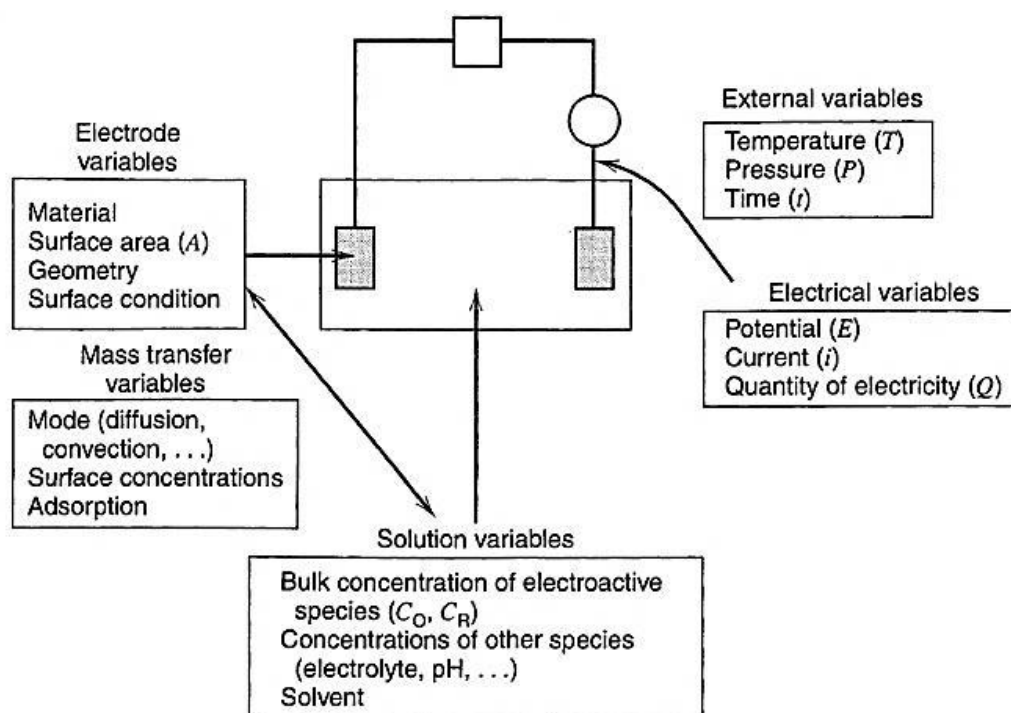 Electrode
variables
Material
Surface area (A)
Geometry
Surface condition
Mass transfer
variables
Mode (diffusion,
convection, . . .)
Surface concentrations
Adsorption
External variables
Temperature (T)
Pressure (P)
Time (t)
Electrical variables
Potential (E)
Current (i)
Quantity of electricity (Q)
Solution variables
Bulk concentration of electroactive
species (C_O, C_R)
Concentrations of other species
(electrolyte, pH, . . .)
Solvent